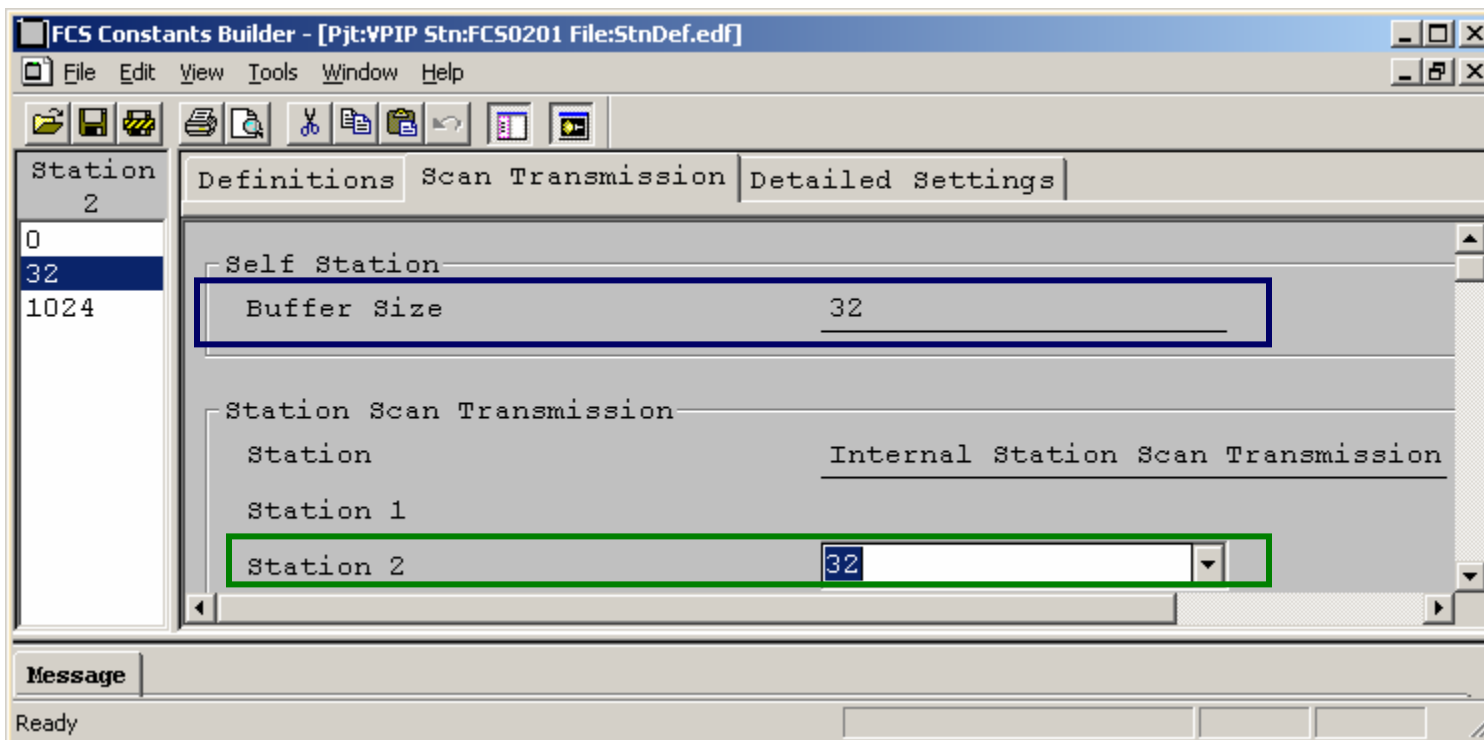 FCS Constants Builder - [Pjt:VPIP Stn:FCS0201 File:StnDef.edf]
File Edit View Tools Window Help
Station
2
0
32
1024
Definitions Scan Transmission Detailed Settings
Self Station
Buffer Size 32
Station Scan Transmission
Station Internal Station Scan Transmission
Station 1
Station 2 32
Message
Ready